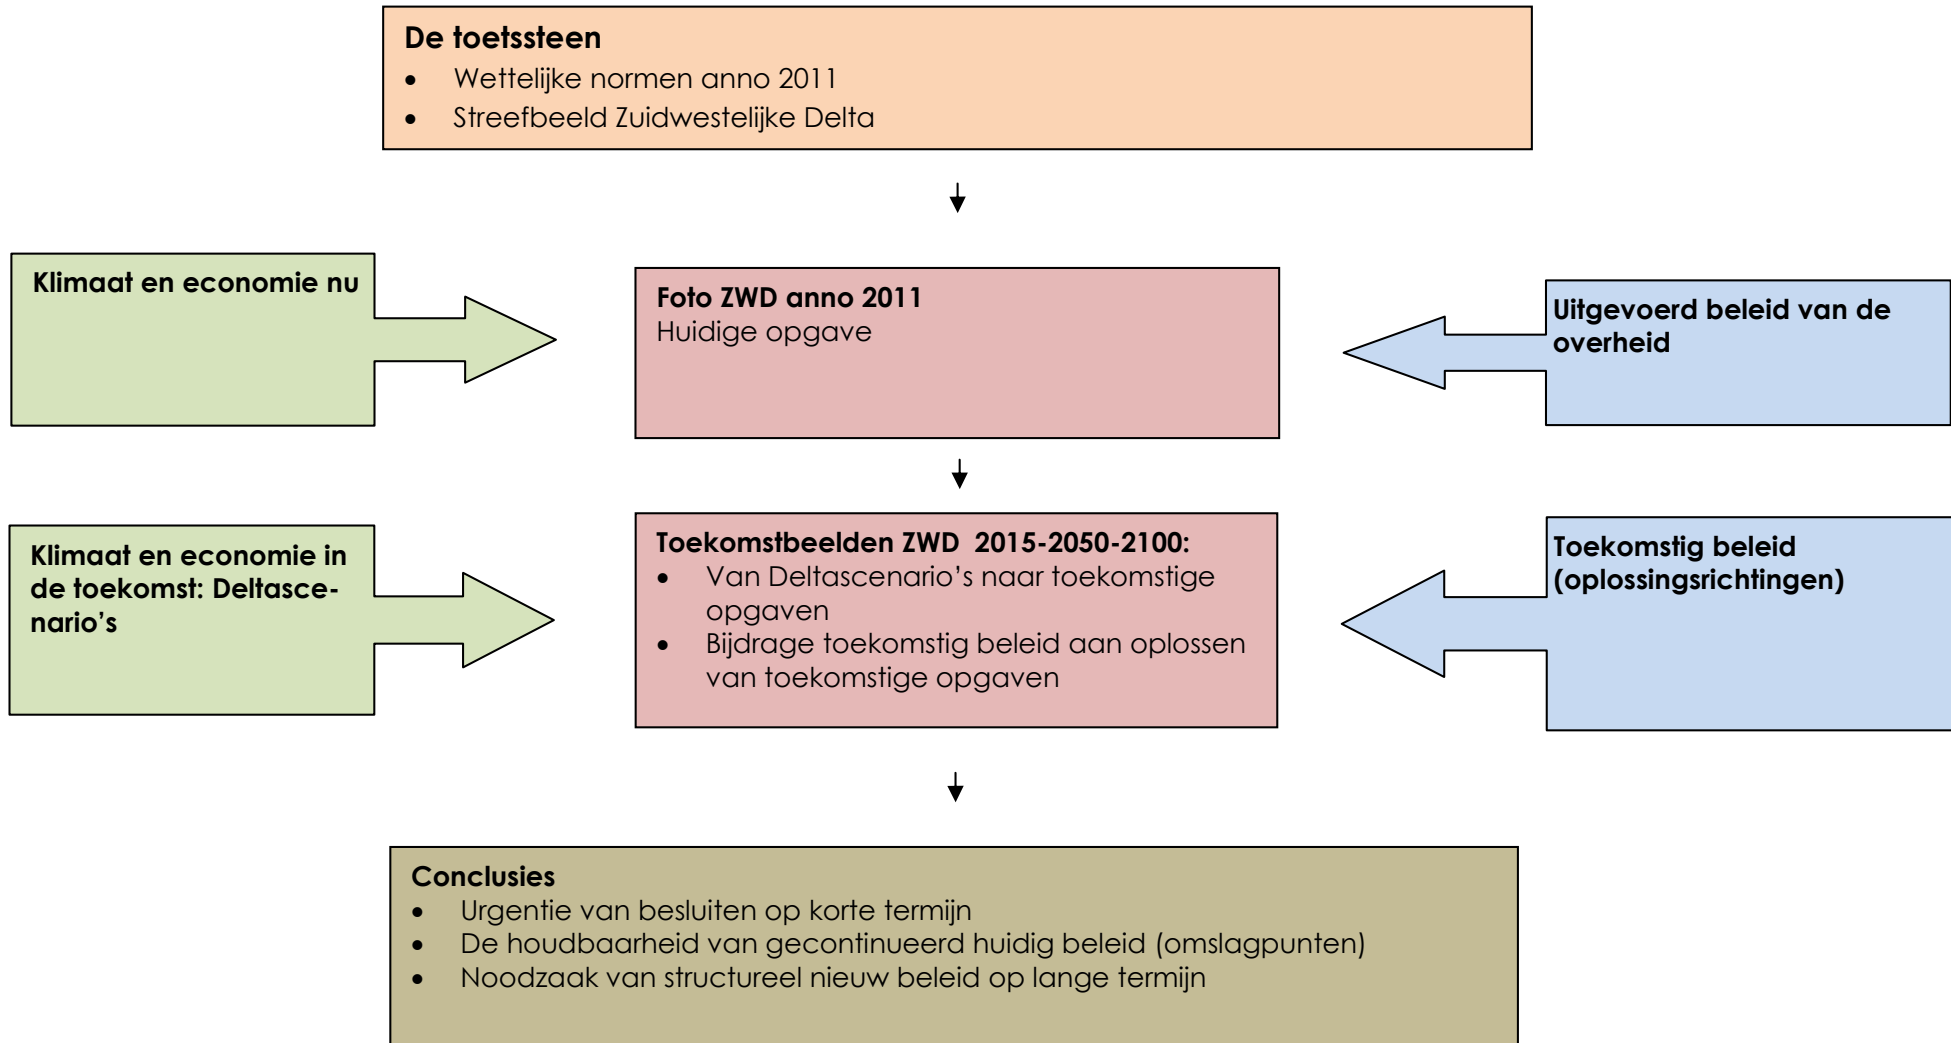 De toetssteen
• Wettelijke normen anno 2011
• Streefbeeld Zuidwestelijke Delta
Klimaat en economie nu
Foto ZWD anno 2011
Huidige opgave
Uitgevoerd beleid van de
overheid
Klimaat en economie in
de toekomst: Deltasce-
nario’s
Toekomstbeelden ZWD 2015-2050-2100:
• Van Deltascenario’s naar toekomstige
opgaven
• Bijdrage toekomstig beleid aan oplossen
van toekomstige opgaven
Toekomstig beleid
(oplossingsrichtingen)
Conclusies
• Urgentie van besluiten op korte termijn
• De houdbaarheid van gecontinueerd huidig beleid (omslagpunten)
• Noodzaak van structureel nieuw beleid op lange termijn